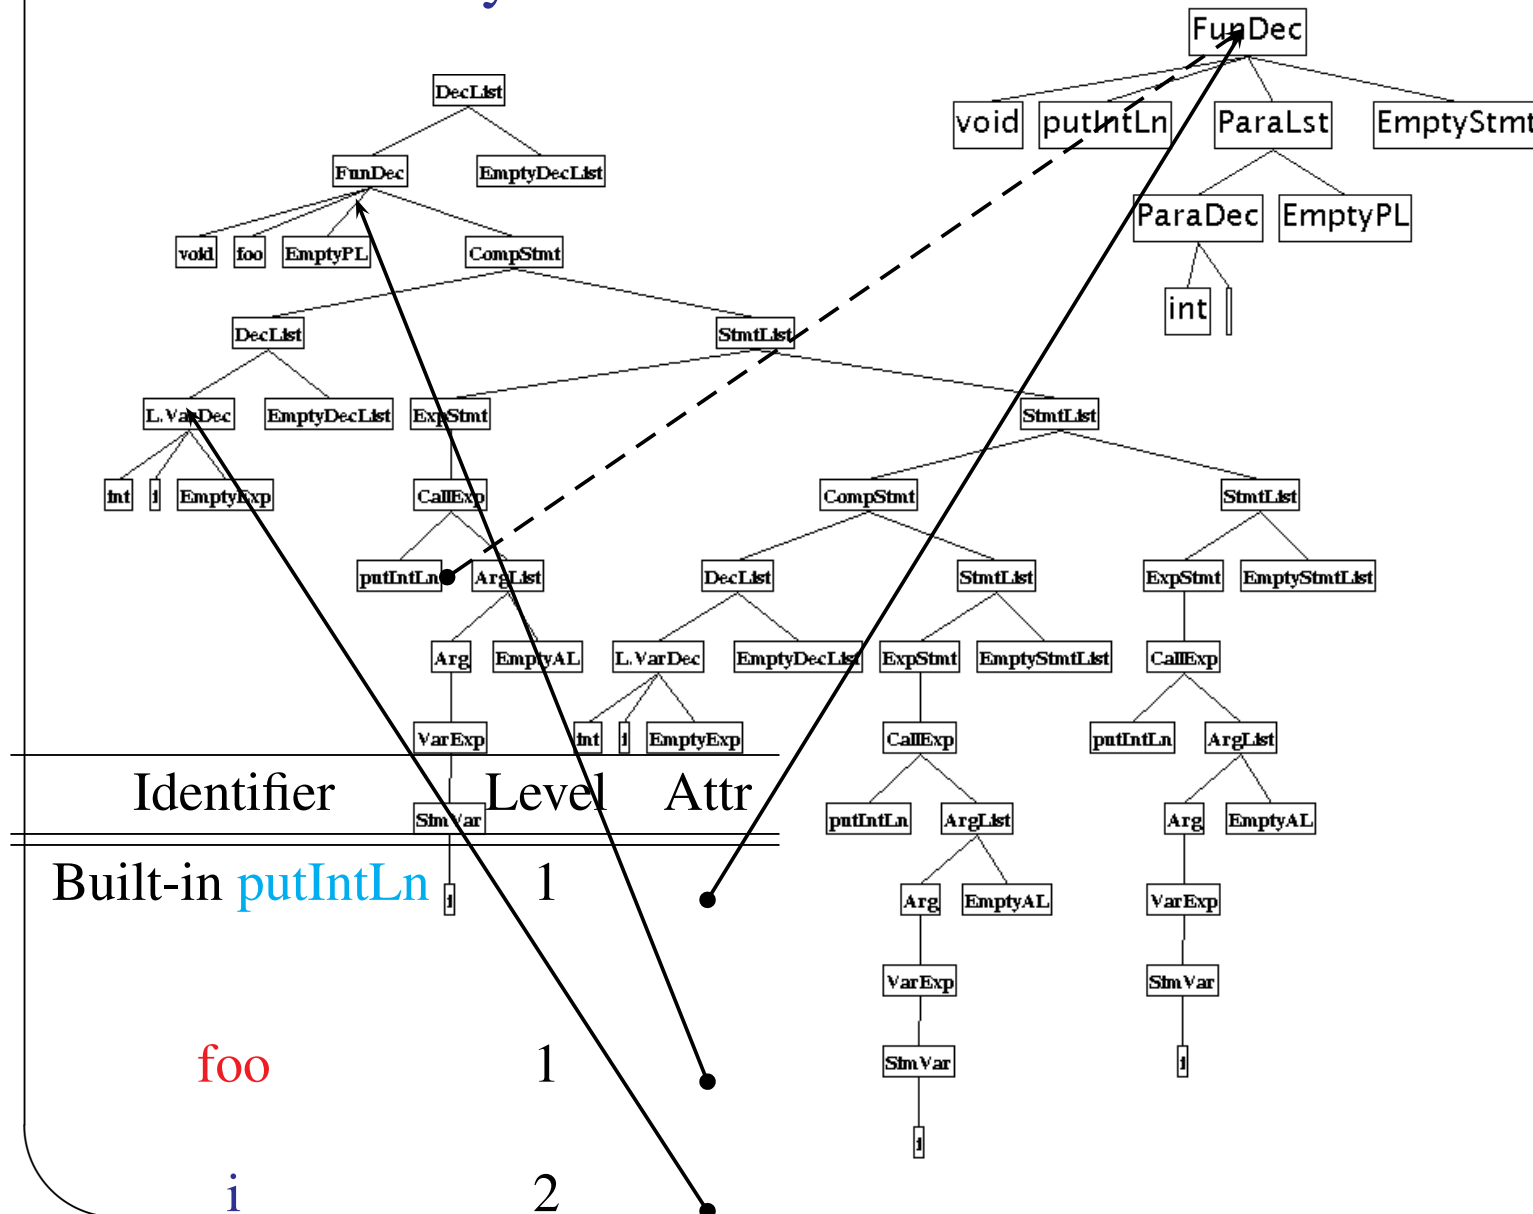 FunDec
DecList
void putIntLn ParaLst EmptyStmt
FunDec EmptyDecList
ParaDec EmptyPL
void foo EmptyPL CompStmt
int
DecList StmtList
L.VarDec EmptyDecList ExpStmt StmtList
int i EmptyExp CallExp CompStmt StmtList
putIntLn ArgList DecList StmtList ExpStmt EmptyStmtList
Arg EmptyAL L.VarDec EmptyDecList ExpStmt EmptyStmtList CallExp
VarExp int i EmptyExp CallExp putIntLn ArgList
Identifier Level Attr
SimVar putIntLn ArgList Arg EmptyAL
Built-in putIntLn 1
i Arg EmptyAL VarExp
VarExp SimVar
foo 1
SimVar i
i
i 2